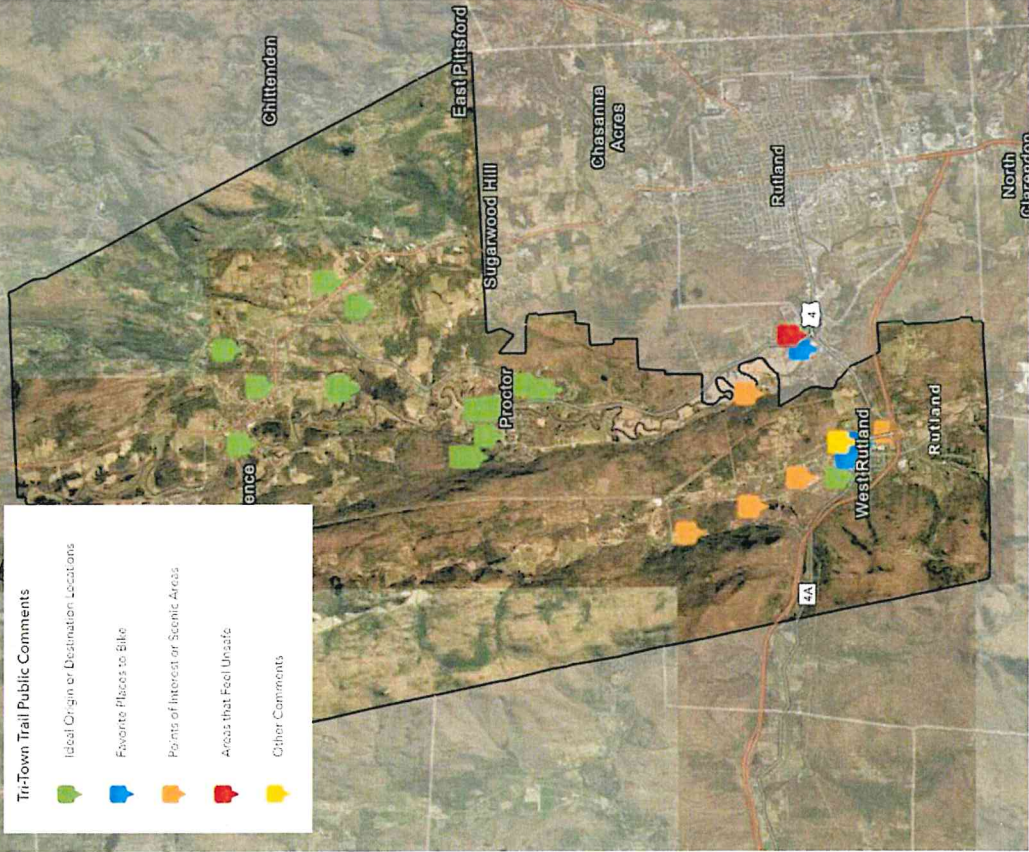 Tri-Town Trail Public Comments
Ideal Origin or Destination Locations
Favorite Places to Bike
Points of Interest or Scenic Areas
Areas that Feel Unsafe
Other Comments
Chittenden
East Pittsford
ence
Sugarwood Hill
Chasanna
Acres
Proctor
Rutland
4
West Rutland
Rutland
4A
North